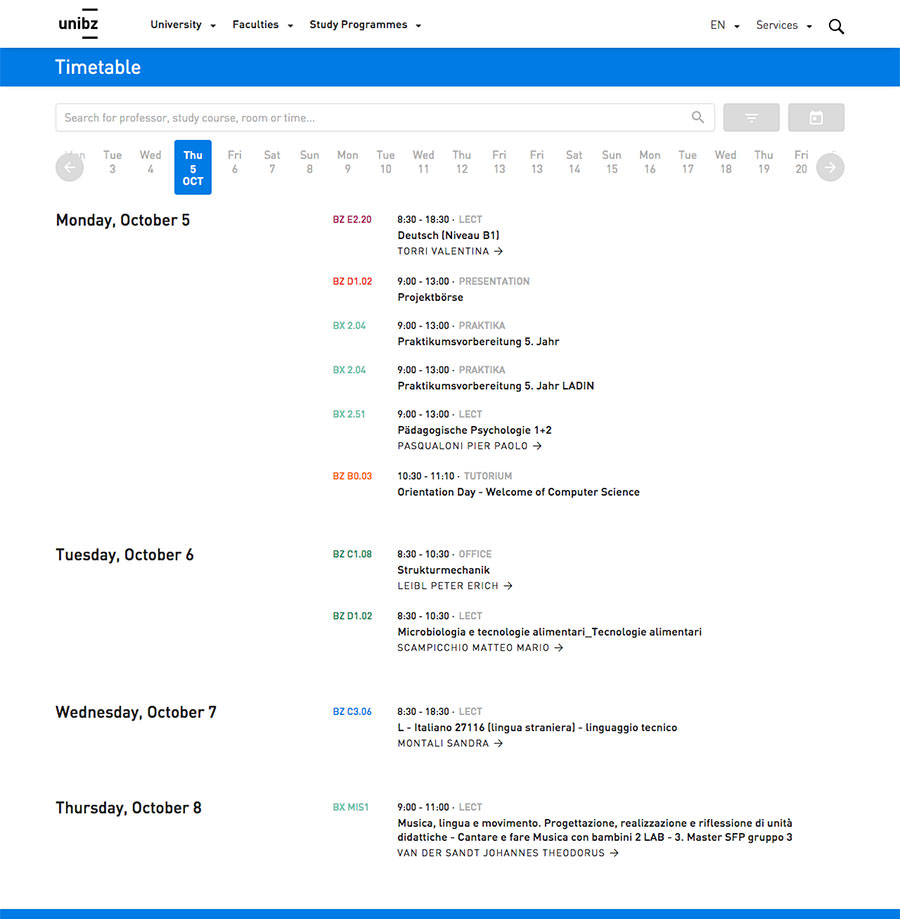 unibz University Faculties Study Programmes EN Services
Timetable
Search for professor, study course, room or time...
Tue Wed Thu Fri Sat Sun Mon Tue Wed Thu Fri Fri Sat Sun Mon Tue Wed Thu Fri
3 4 5 6 7 8 9 10 11 12 13 13 14 15 16 17 18 19 20
OCT
Monday, October 5
BZ E2.20 8:30 - 18:30 · LECT
Deutsch (Niveau B1)
TORRI VALENTINA →
BZ D1.02 9:00 - 13:00 · PRESENTATION
Projektbörse
BX 2.04 9:00 - 13:00 · PRAKTIKA
Praktikumsvorbereitung 5. Jahr
BX 2.04 9:00 - 13:00 · PRAKTIKA
Praktikumsvorbereitung 5. Jahr LADIN
BX 2.51 9:00 - 13:00 · LECT
Pädagogische Psychologie 1+2
PASQUALONI PIER PAOLO →
BZ B0.03 10:30 - 11:10 · TUTORIUM
Orientation Day - Welcome of Computer Science
Tuesday, October 6
BZ C1.08 8:30 - 10:30 · OFFICE
Strukturmechanik
LEIBL PETER ERICH →
BZ D1.02 8:30 - 10:30 · LECT
Microbiologia e tecnologie alimentari_Tecnologie alimentari
SCAMPICCHIO MATTEO MARIO →
Wednesday, October 7
BZ C3.06 8:30 - 18:30 · LECT
L - Italiano 27116 (lingua straniera) - linguaggio tecnico
MONTALI SANDRA →
Thursday, October 8
BX MIS1 9:00 - 11:00 · LECT
Musica, lingua e movimento. Progettazione, realizzazione e riflessione di unità
didattiche - Cantare e fare Musica con bambini 2 LAB - 3. Master SFP gruppo 3
VAN DER SANDT JOHANNES THEODORUS →